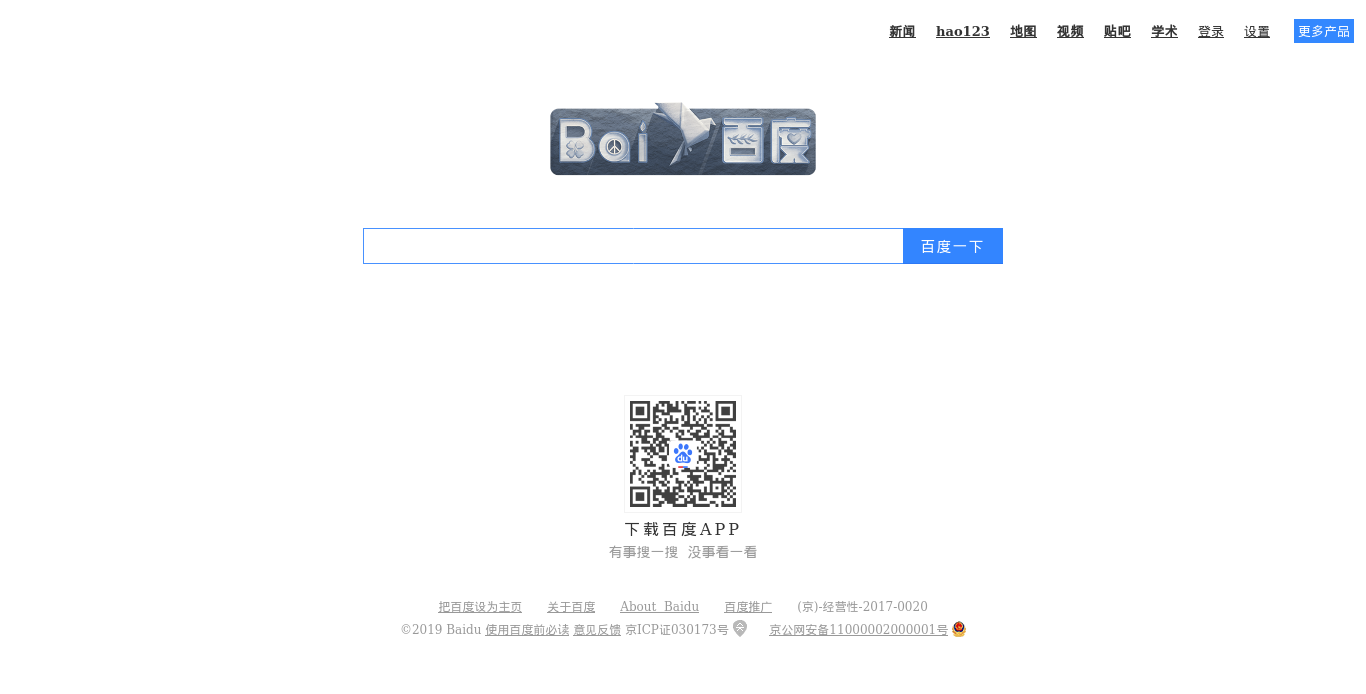 新闻 hao123 地图 视频 贴吧 学术 登录 设置 更多产品
Bai 百度
百度一下
du
下载百度APP
有事搜一搜 没事看一看
把百度设为主页 关于百度 About Baidu 百度推广 (京)-经营性-2017-0020
©2019 Baidu 使用百度前必读 意见反馈 京ICP证030173号 京公网安备11000002000001号